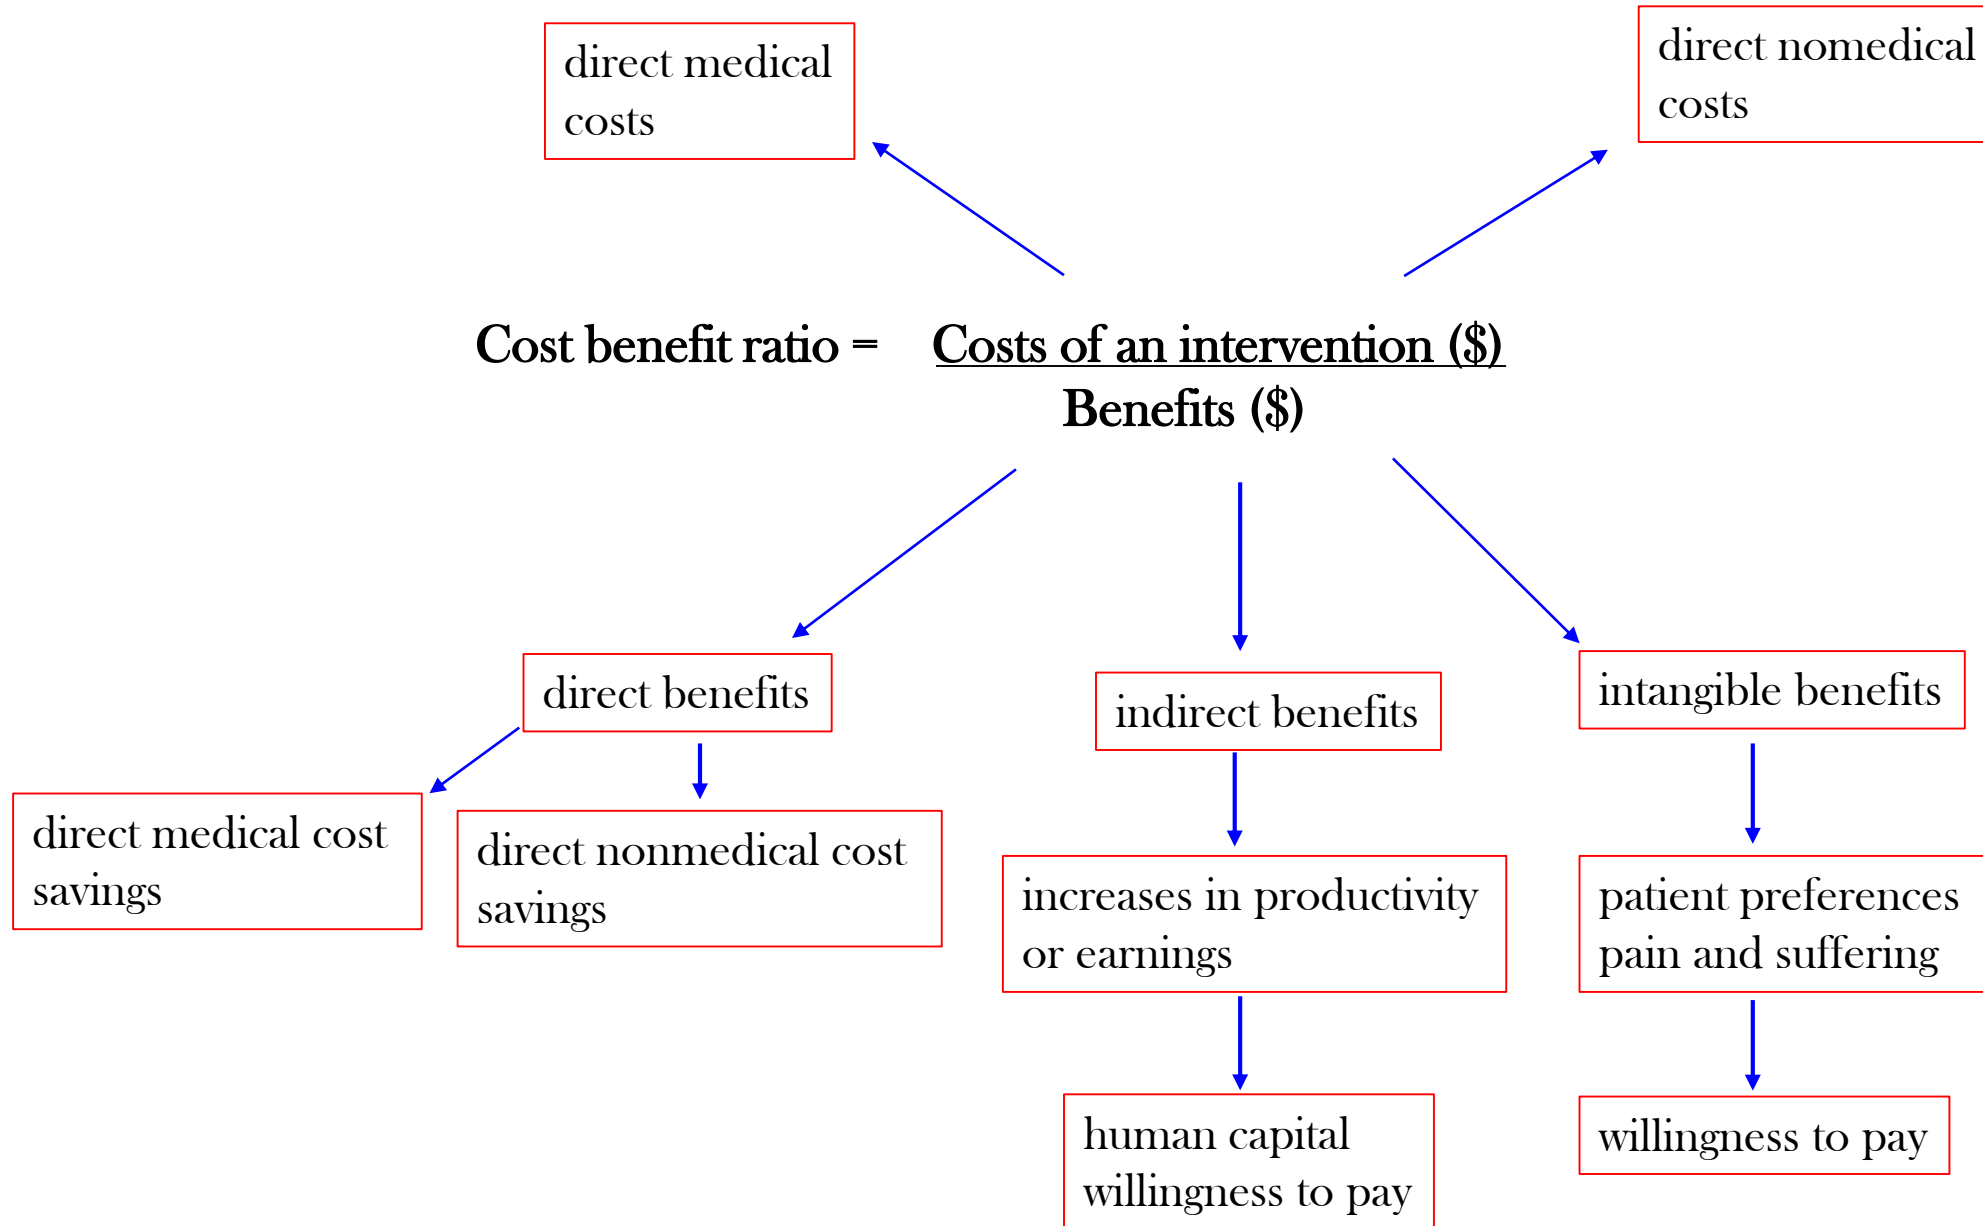 direct medical
costs
direct nomedical
costs
Cost benefit ratio = Costs of an intervention ($)
Benefits ($)
direct benefits
indirect benefits
intangible benefits
direct medical cost
savings
direct nonmedical cost
savings
increases in productivity
or earnings
patient preferences
pain and suffering
human capital
willingness to pay
willingness to pay